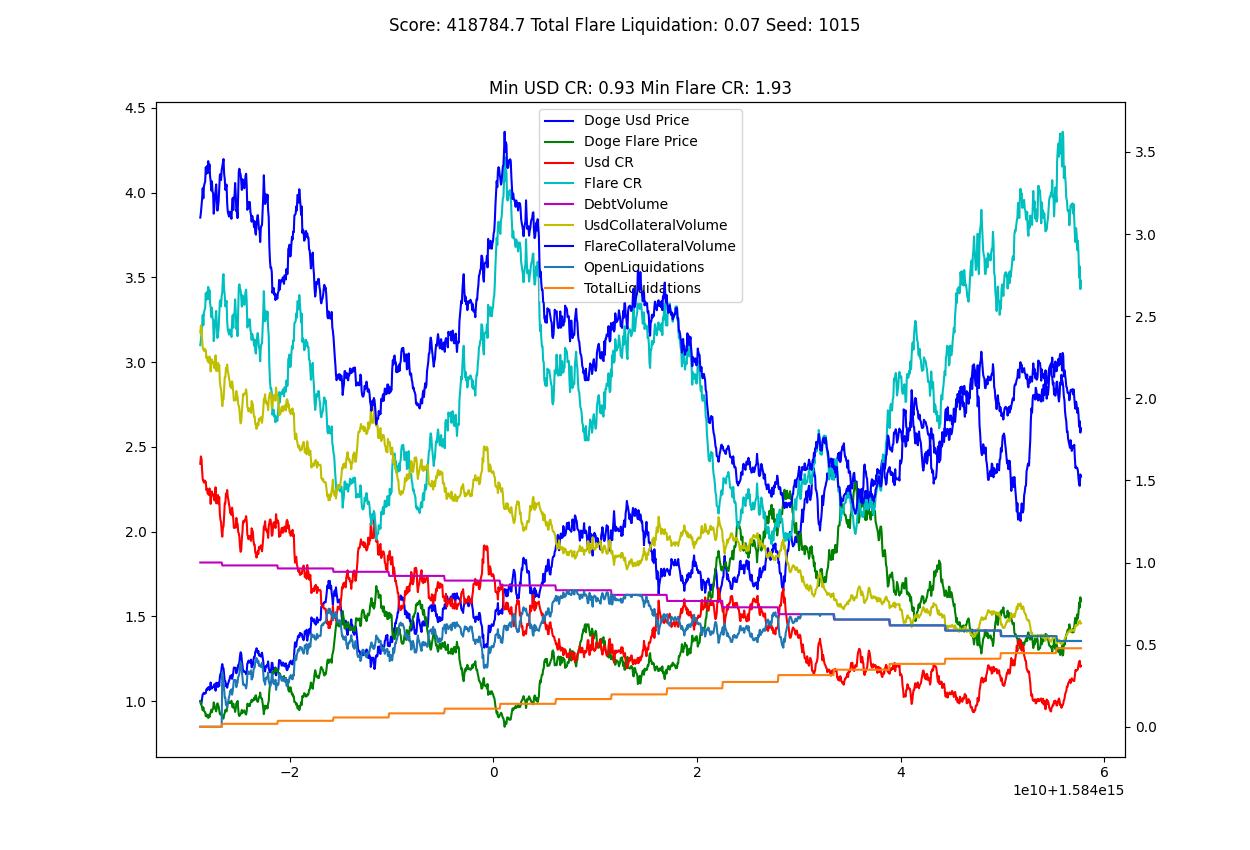 Score: 418784.7 Total Flare Liquidation: 0.07 Seed: 1015
Min USD CR: 0.93 Min Flare CR: 1.93
4.5
4.0
3.5
3.0
2.5
2.0
1.5
1.0
Doge Usd Price
Doge Flare Price
Usd CR
Flare CR
DebtVolume
UsdCollateralVolume
FlareCollateralVolume
OpenLiquidations
TotalLiquidations
3.5
3.0
2.5
2.0
1.5
1.0
0.5
0.0
−2 0 2 4 6
1e10+1.584e15